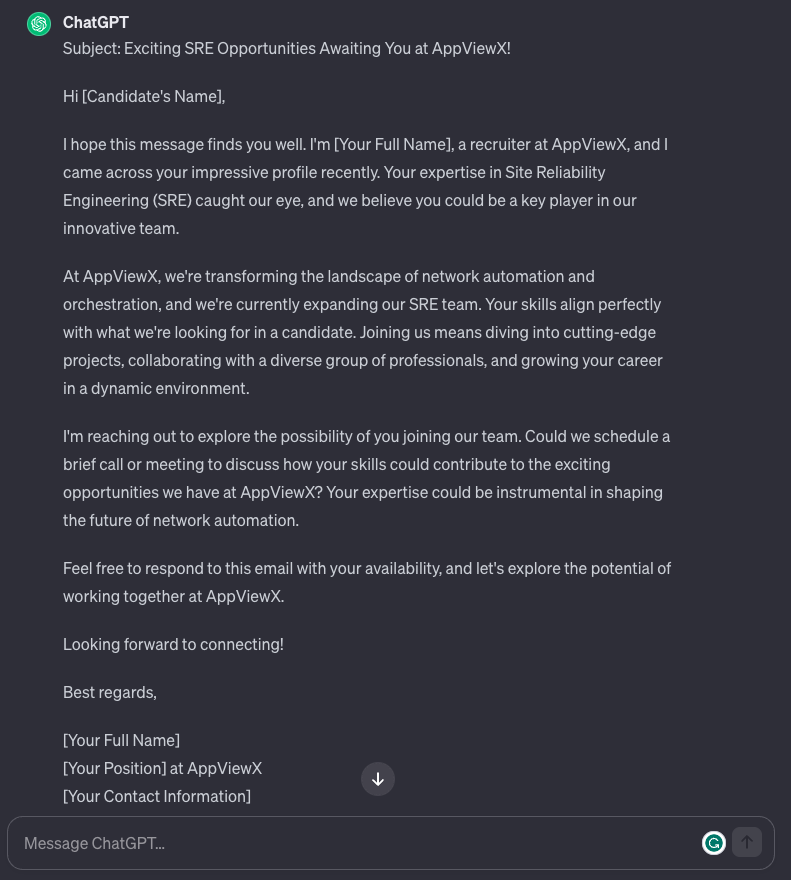 ChatGPT
Subject: Exciting SRE Opportunities Awaiting You at AppViewX!
Hi [Candidate's Name],
I hope this message finds you well. I'm [Your Full Name], a recruiter at AppViewX, and I
came across your impressive profile recently. Your expertise in Site Reliability
Engineering (SRE) caught our eye, and we believe you could be a key player in our
innovative team.
At AppViewX, we're transforming the landscape of network automation and
orchestration, and we're currently expanding our SRE team. Your skills align perfectly
with what we're looking for in a candidate. Joining us means diving into cutting-edge
projects, collaborating with a diverse group of professionals, and growing your career
in a dynamic environment.
I'm reaching out to explore the possibility of you joining our team. Could we schedule a
brief call or meeting to discuss how your skills could contribute to the exciting
opportunities we have at AppViewX? Your expertise could be instrumental in shaping
the future of network automation.
Feel free to respond to this email with your availability, and let's explore the potential of
working together at AppViewX.
Looking forward to connecting!
Best regards,
[Your Full Name]
[Your Position] at AppViewX
[Your Contact Information]
Message ChatGPT...